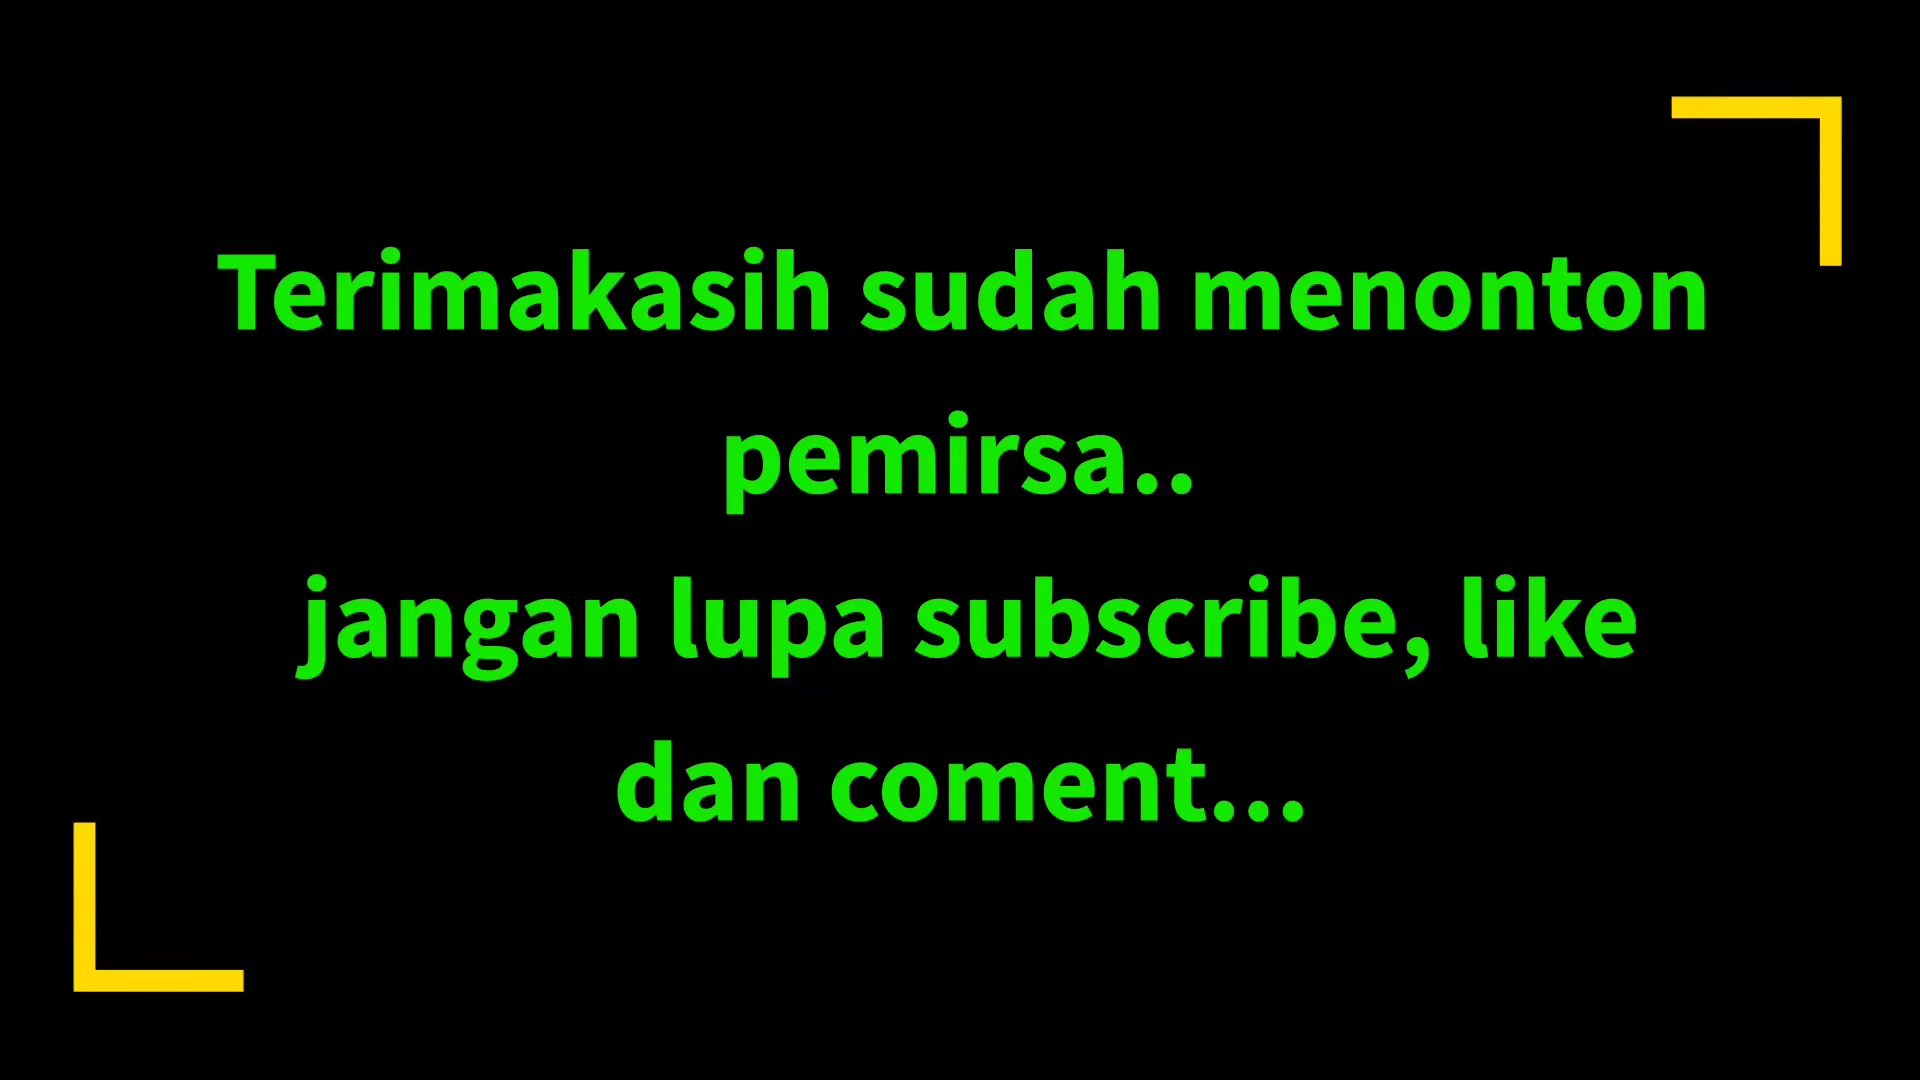 Terimakasih sudah menonton
pemirsa..
jangan lupa subscribe, like
dan coment...